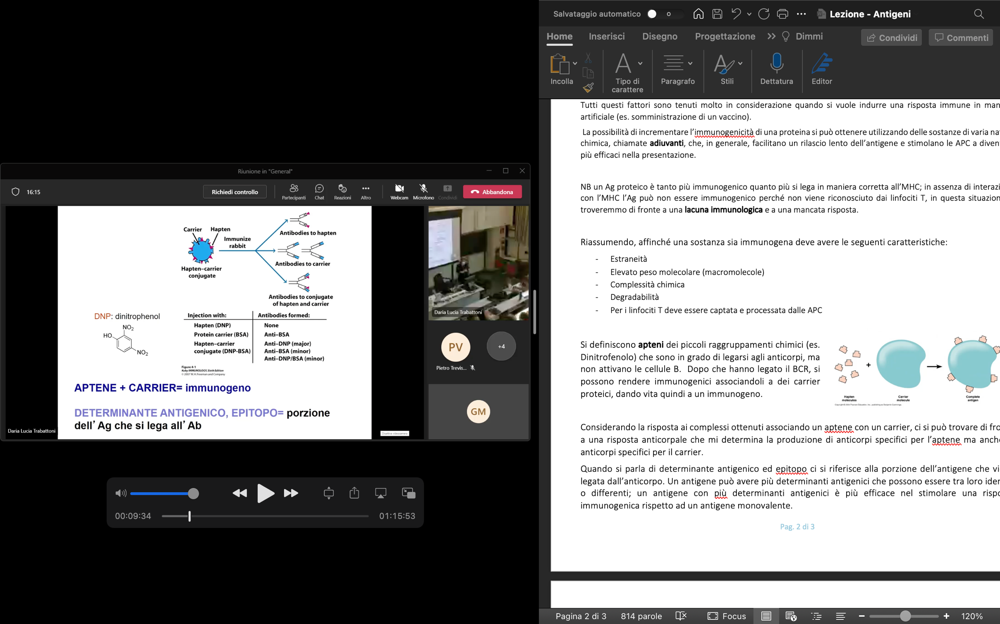 Riunione in "General"
16:15
Richiedi controllo
Partecipanti
Chat
Reazioni
Altro
Webcam
Microfono
Condividi
Abbandona
Carrier
Hapten
Immunize
rabbit
Hapten–carrier
conjugate
Antibodies to hapten
Antibodies to carrier
Antibodies to conjugate
of hapten and carrier
DNP: dinitrophenol
NO2
HO
NO2
Injection with: Antibodies formed:
Hapten (DNP) None
Protein carrier (BSA) Anti–BSA
Hapten–carrier Anti–DNP (major)
conjugate (DNP-BSA) Anti–BSA (minor)
Anti–DNP/BSA (minor)
Figure 4-1
Kuby IMMUNOLOGY, Sixth Edition
© 2007 W.H. Freeman and Company
APTENE + CARRIER= immunogeno
DETERMINANTE ANTIGENICO, EPITOPO= porzione
dell’ Ag che si lega all’ Ab
Daria Lucia Trabattoni
Disattiva videocamera
Daria Lucia Trabattoni
PV
+4
Pietro Trevis...
GM
00:09:34
01:15:53
Salvataggio automatico
Lezione - Antigeni
Home
Inserisci
Disegno
Progettazione
Dimmi
Condividi
Commenti
Incolla
Tipo di
carattere
Paragrafo
Stili
Dettatura
Editor
Tutti questi fattori sono tenuti molto in considerazione quando si vuole indurre una risposta immune in man
artificiale (es. somministrazione di un vaccino).
La possibilità di incrementare l’immunogenicità di una proteina si può ottenere utilizzando delle sostanze di varia na
chimica, chiamate adiuvanti, che, in generale, facilitano un rilascio lento dell’antigene e stimolano le APC a diven
più efficaci nella presentazione.
NB un Ag proteico è tanto più immunogenico quanto più si lega in maniera corretta all’MHC; in assenza di interazi
con l’MHC l’Ag può non essere immunogenico perché non viene riconosciuto dai linfociti T, in questa situazion
troveremmo di fronte a una lacuna immunologica e a una mancata risposta.
Riassumendo, affinché una sostanza sia immunogena deve avere le seguenti caratteristiche:
- Estraneità
- Elevato peso molecolare (macromolecole)
- Complessità chimica
- Degradabilità
- Per i linfociti T deve essere captata e processata dalle APC
Si definiscono apteni dei piccoli raggruppamenti chimici (es.
Dinitrofenolo) che sono in grado di legarsi agli anticorpi, ma
non attivano le cellule B. Dopo che hanno legato il BCR, si
possono rendere immunogenici associandoli a dei carrier
proteici, dando vita quindi a un immunogeno.
+
Hapten
molecules
Carrier
molecule
Complete
antigen
Copyright © 2004 Pearson Education, Inc., publishing as Benjamin Cummings.
Considerando la risposta ai complessi ottenuti associando un aptene con un carrier, ci si può trovare di fro
a una risposta anticorpale che mi determina la produzione di anticorpi specifici per l’aptene ma anch
anticorpi specifici per il carrier.
Quando si parla di determinante antigenico ed epitopo ci si riferisce alla porzione dell’antigene che vi
legata dall’anticorpo. Un antigene può avere più determinanti antigenici che possono essere tra loro iden
o differenti; un antigene con più determinanti antigenici è più efficace nel stimolare una rispo
immunogenica rispetto ad un antigene monovalente.
Pag. 2 di 3
Pagina 2 di 3
814 parole
Focus
120%